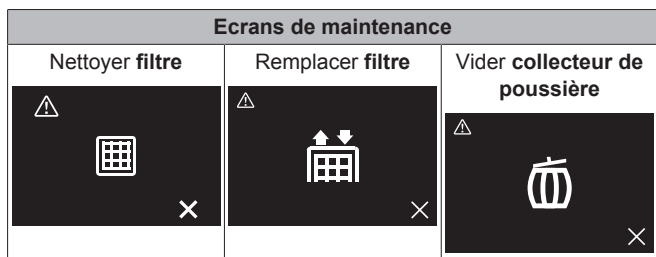 Ecrans de maintenance
Nettoyer filtre
Remplacer filtre
Vider collecteur de
poussière